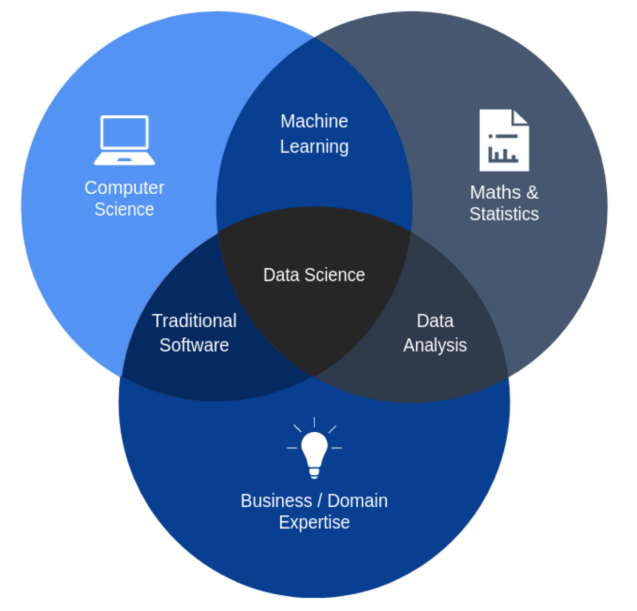 Machine
Learning
Computer
Science
Maths &
Statistics
Data Science
Traditional
Software
Data
Analysis
Business / Domain
Expertise